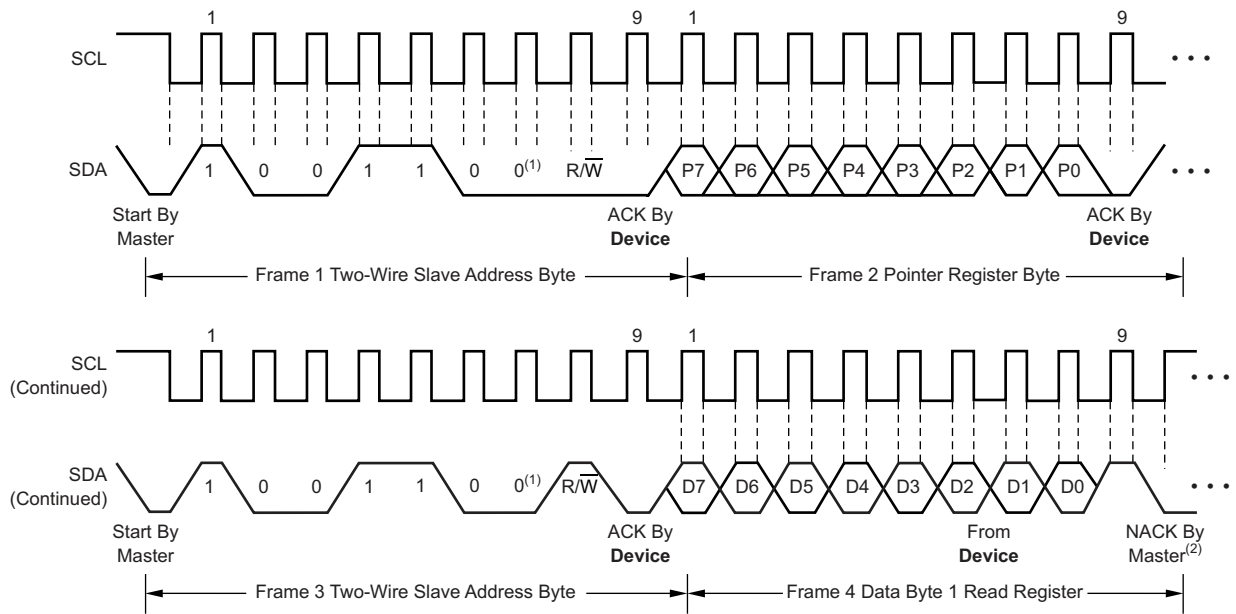 1 9 1 9
SCL
SDA 1 0 0 1 1 0 0(1) R/W̅ P7 P6 P5 P4 P3 P2 P1 P0
Start By
Master
ACK By
Device
ACK By
Device
Frame 1 Two-Wire Slave Address Byte Frame 2 Pointer Register Byte
1 9 1 9
SCL
(Continued)
SDA
(Continued)
1 0 0 1 1 0 0(1) R/W̅ D7 D6 D5 D4 D3 D2 D1 D0
Start By
Master
ACK By
Device
From
Device
NACK By
Master(2)
Frame 3 Two-Wire Slave Address Byte Frame 4 Data Byte 1 Read Register